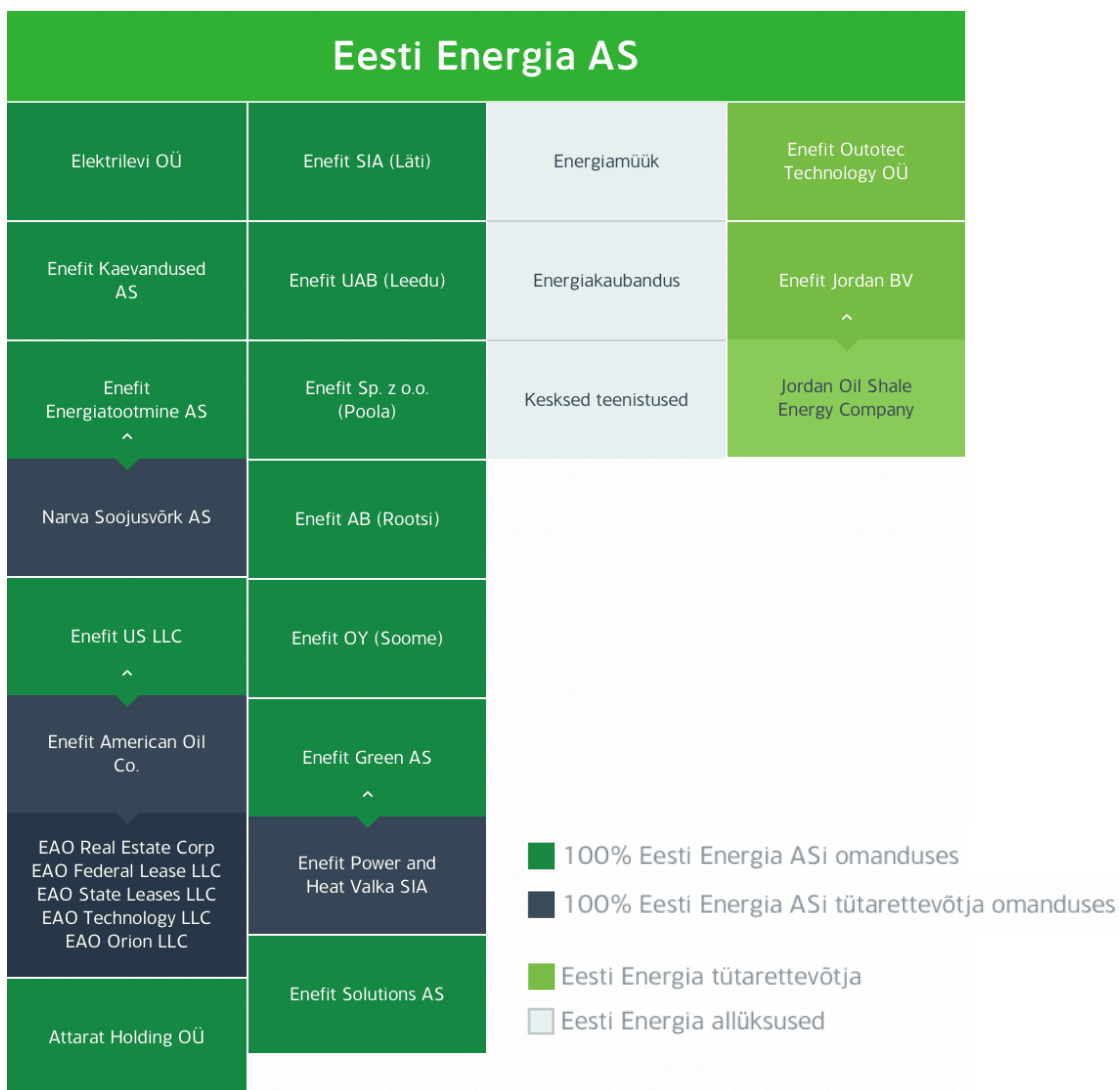 Eesti Energia AS
Elektrilevi OÜ
Enefit Kaevandused
AS
Enefit
Energiatootmine AS
Narva Soojusvõrk AS
Enefit US LLC
Enefit American Oil
Co.
EAO Real Estate Corp
EAO Federal Lease LLC
EAO State Leases LLC
EAO Technology LLC
EAO Orion LLC
Attarat Holding OÜ
Enefit SIA (Läti)
Enefit UAB (Leedu)
Enefit Sp. z o.o.
(Poola)
Enefit AB (Rootsi)
Enefit OY (Soome)
Enefit Green AS
Enefit Power and
Heat Valka SIA
Enefit Solutions AS
Energiamüük
Energiakaubandus
Kesksed teenistused
Enefit Outotec
Technology OÜ
Enefit Jordan BV
Jordan Oil Shale
Energy Company
100% Eesti Energia ASi omanduses
100% Eesti Energia ASi tütarettevõtja omanduses
Eesti Energia tütarettevõtja
Eesti Energia allüksused